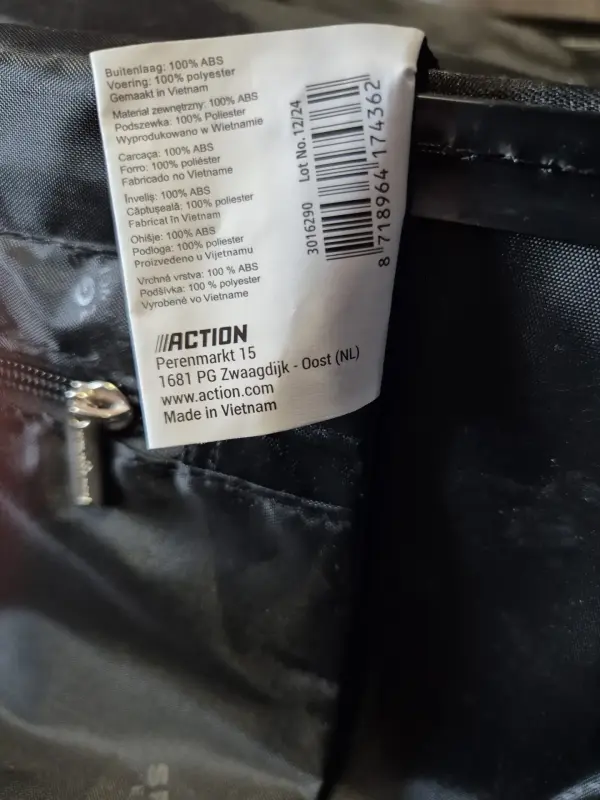 Buitenlaag: 100% ABS
Voering: 100% polyester
Gemaakt in Vietnam
Materiał zewnętrzny: 100% ABS
Podszewka: 100% Poliester
Wyprodukowano w Wietnamie
Carcaça: 100% ABS
Forro: 100% poliéster
Fabricado no Vietname
Înveliș: 100% ABS
Căptușeală: 100% poliester
Fabricat în Vietnam
Ohišje: 100% ABS
Podloga: 100% poliester
Proizvedeno u Vijetnamu
Vrchná vrstva: 100 % ABS
Podšívka: 100 % polyester
Vyrobené vo Vietname
ACTION
Perenmarkt 15
1681 PG Zwaagdijk - Oost (NL)
www.action.com
Made in Vietnam
3016290
Lot No. 12/24
8 718964 174362